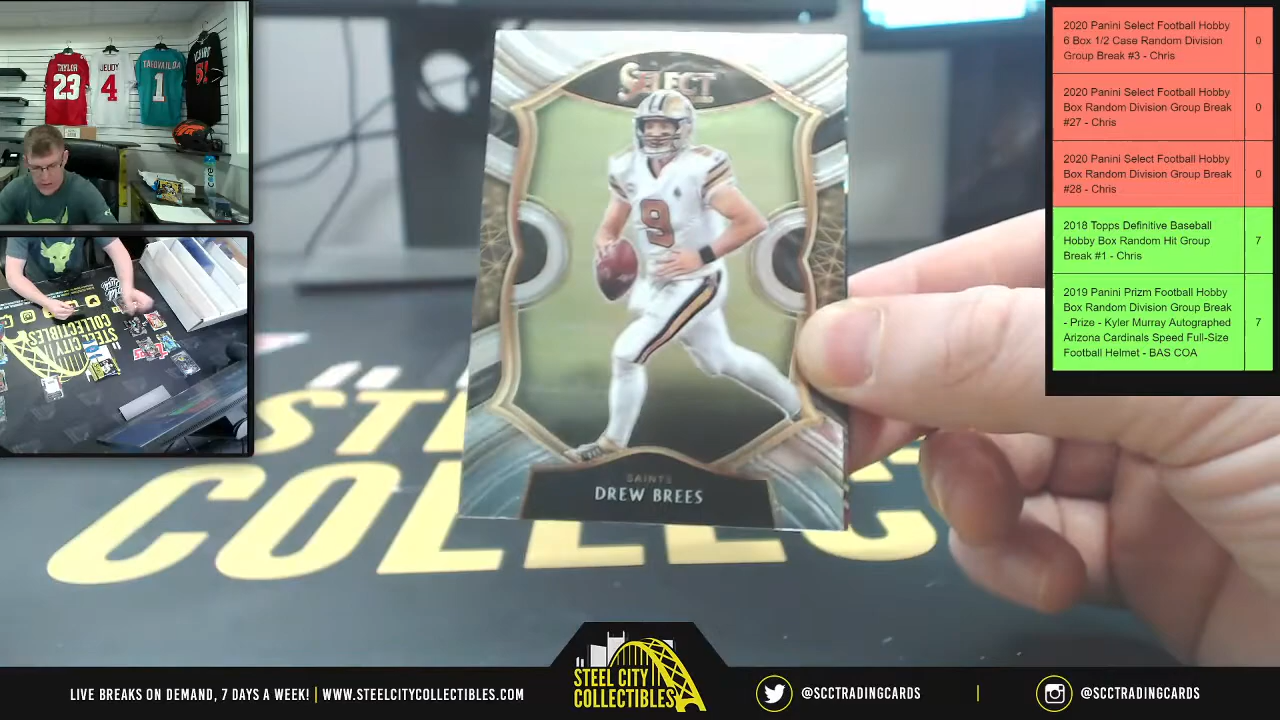 TAYLOR
23
JEUDY
4
TAGOVAILOA
1
51
SELECT
9
SAINTS
DREW BREES
STEEL CITY
COLLECTIBLES
2020 Panini Select Football Hobby
6 Box 1/2 Case Random Division
Group Break #3 - Chris
0
2020 Panini Select Football Hobby
Box Random Division Group Break
#27 - Chris
0
2020 Panini Select Football Hobby
Box Random Division Group Break
#28 - Chris
0
2018 Topps Definitive Baseball
Hobby Box Random Hit Group
Break #1 - Chris
7
2019 Panini Prizm Football Hobby
Box Random Division Group Break
- Prize - Kyler Murray Autographed
Arizona Cardinals Speed Full-Size
Football Helmet - BAS COA
7
STE
COLLEC
LIVE BREAKS ON DEMAND, 7 DAYS A WEEK! | WWW.STEELCITYCOLLECTIBLES.COM
STEEL CITY
COLLECTIBLES
@SCCTRADINGCARDS
@SCCTRADINGCARDS